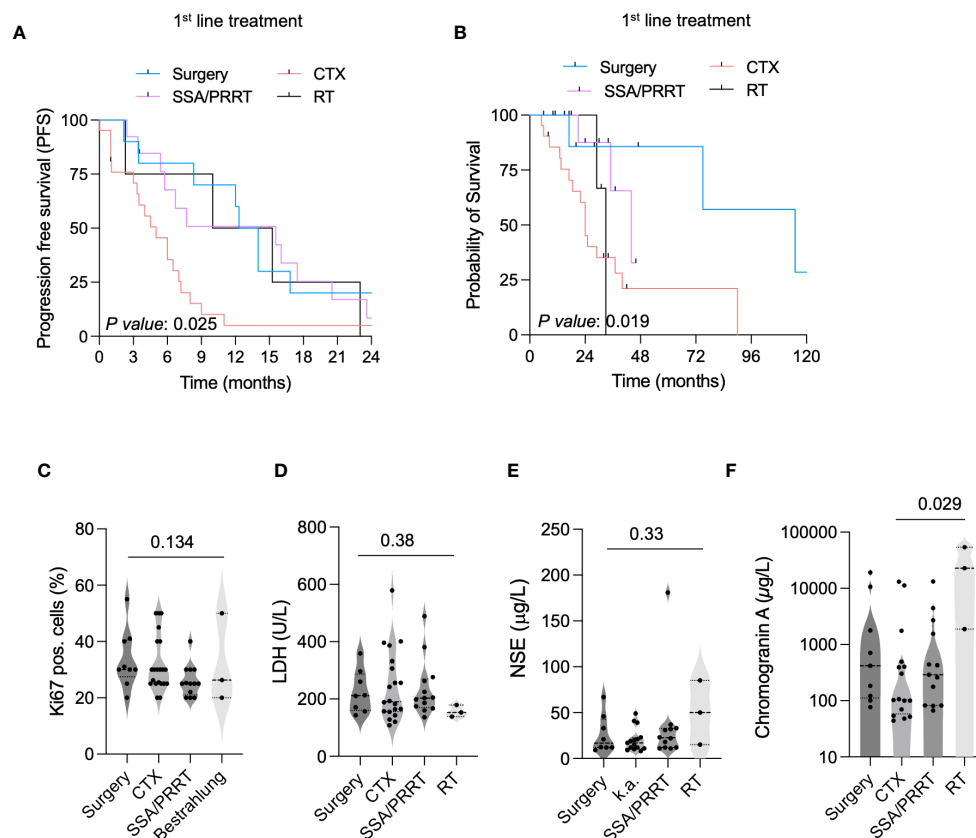 A
1st line treatment
Surgery
CTX
SSA/PRRT
RT
Progression free survival (PFS)
100
75
50
25
0
P value: 0.025
0 3 6 9 12 15 18 21 24
Time (months)
B
1st line treatment
Surgery
CTX
SSA/PRRT
RT
Probability of Survival
100
75
50
25
0
P value: 0.019
0 24 48 72 96 120
Time (months)
C
Ki67 pos. cells (%)
80
60
40
20
0
0.134
Surgery
CTX
SSA/PRRT
Bestrahlung
D
LDH (U/L)
800
600
400
200
0
0.38
Surgery
CTX
SSA/PRRT
RT
E
NSE (µg/L)
250
200
150
100
50
0
0.33
Surgery
k.a.
SSA/PRRT
RT
F
Chromogranin A (µg/L)
100000
10000
1000
100
10
0.029
Surgery
CTX
SSA/PRRT
RT